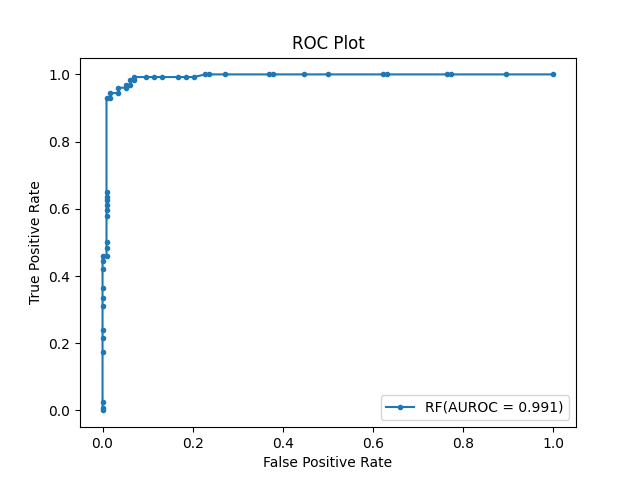 ROC Plot
1.0
0.8
0.6
0.4
0.2
0.0
True Positive Rate
RF(AUROC = 0.991)
0.0 0.2 0.4 0.6 0.8 1.0
False Positive Rate